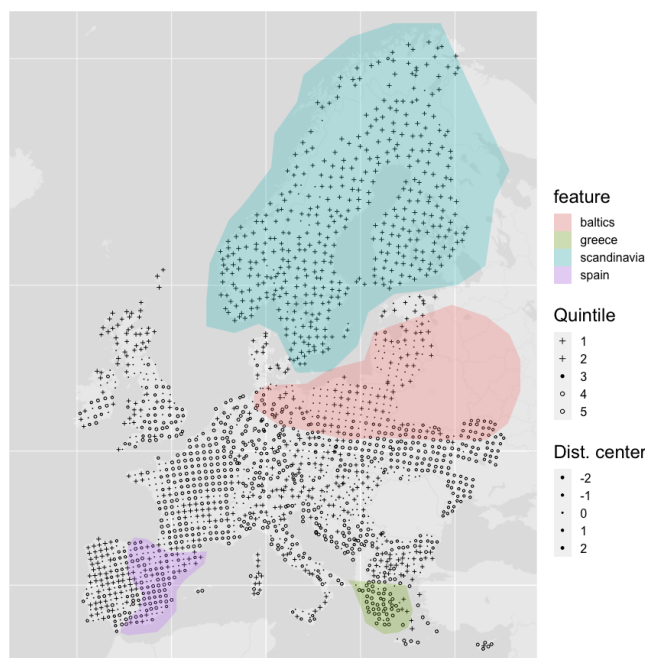 feature
baltics
greece
scandinavia
spain
Quintile
1
2
3
4
5
Dist. center
-2
-1
0
1
2